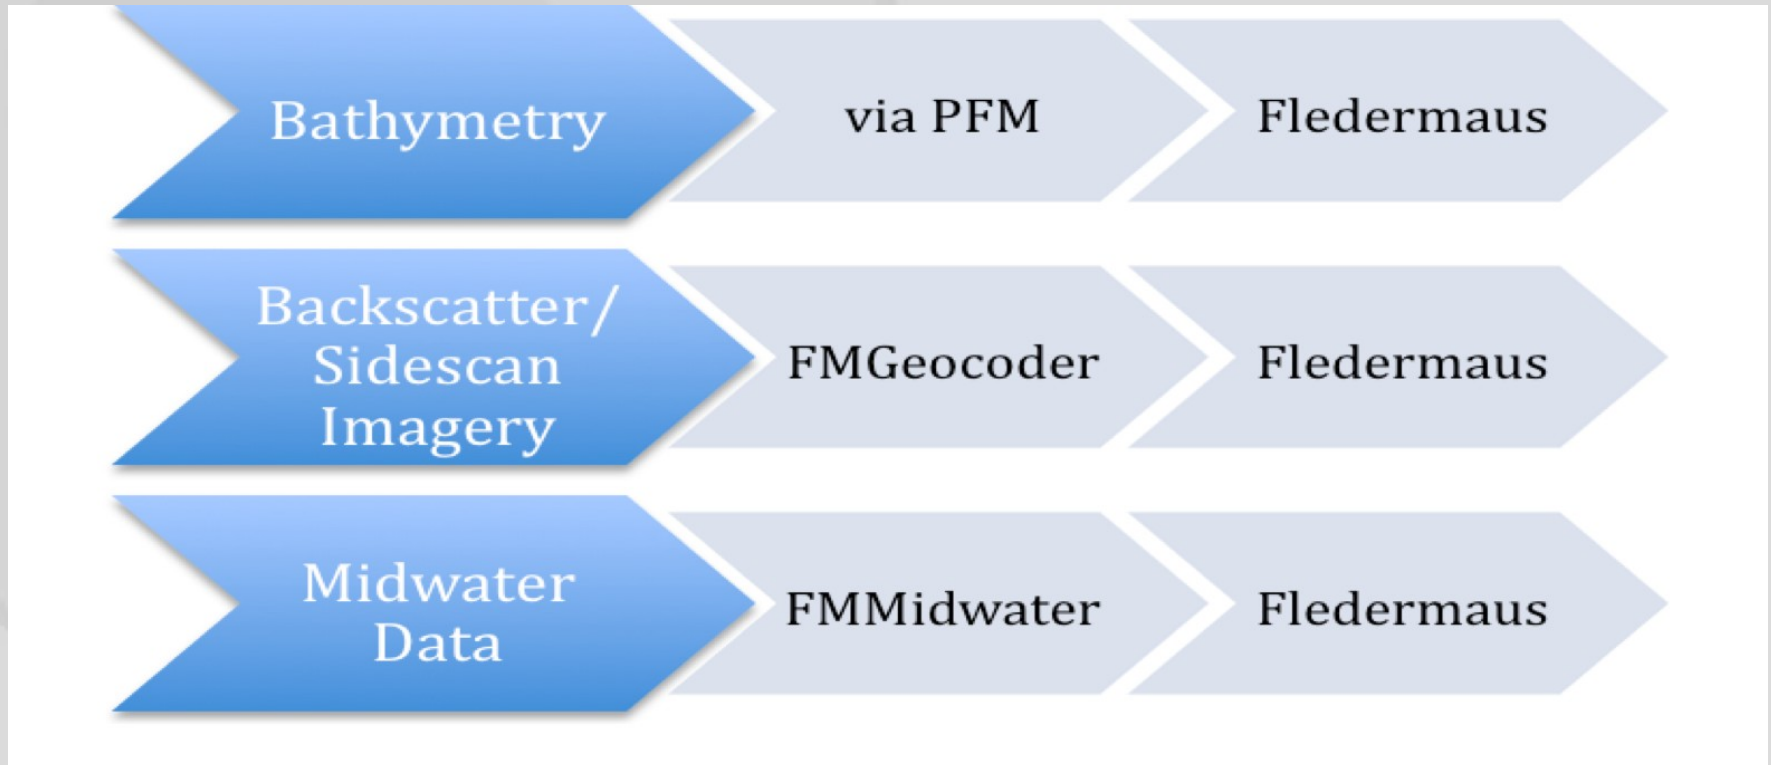 Bathymetry
via PFM
Fledermaus
Backscatter/
Sidescan
Imagery
FMGeocoder
Fledermaus
Midwater
Data
FMMidwater
Fledermaus